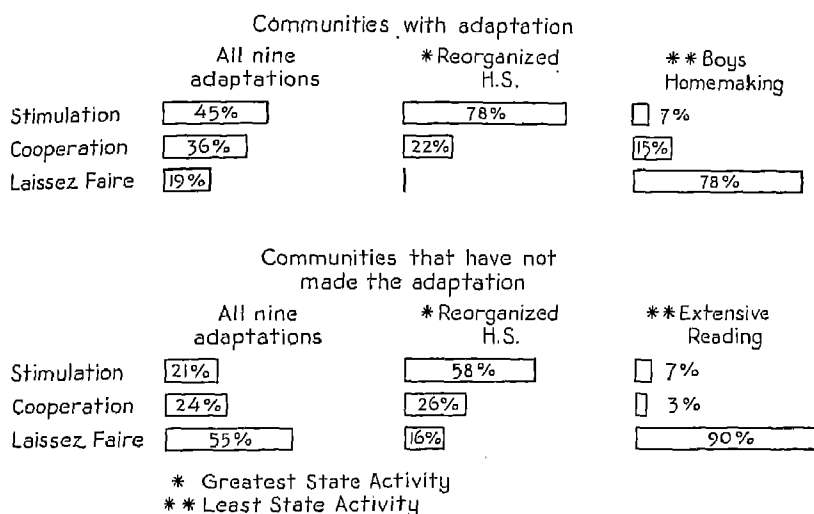 Communities with adaptation
All nine adaptations
*Reorganized H.S.
**Boys Homemaking
Stimulation 45% 78% 7%
Cooperation 36% 22% 15%
Laissez Faire 19% 78%
Communities that have not
made the adaptation
All nine adaptations
*Reorganized H.S.
**Extensive Reading
Stimulation 21% 58% 7%
Cooperation 24% 26% 3%
Laissez Faire 55% 16% 90%
* Greatest State Activity
** Least State Activity